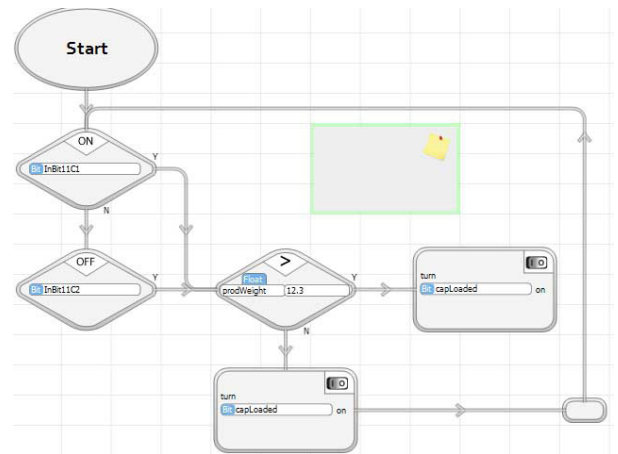 Start
ON
Bit InBit11C1
Y
N
OFF
Bit InBit11C2
Y
>
Float
prodWeight 12.3
Y
N
I O
turn
Bit capLoaded on
I O
turn
Bit capLoaded on